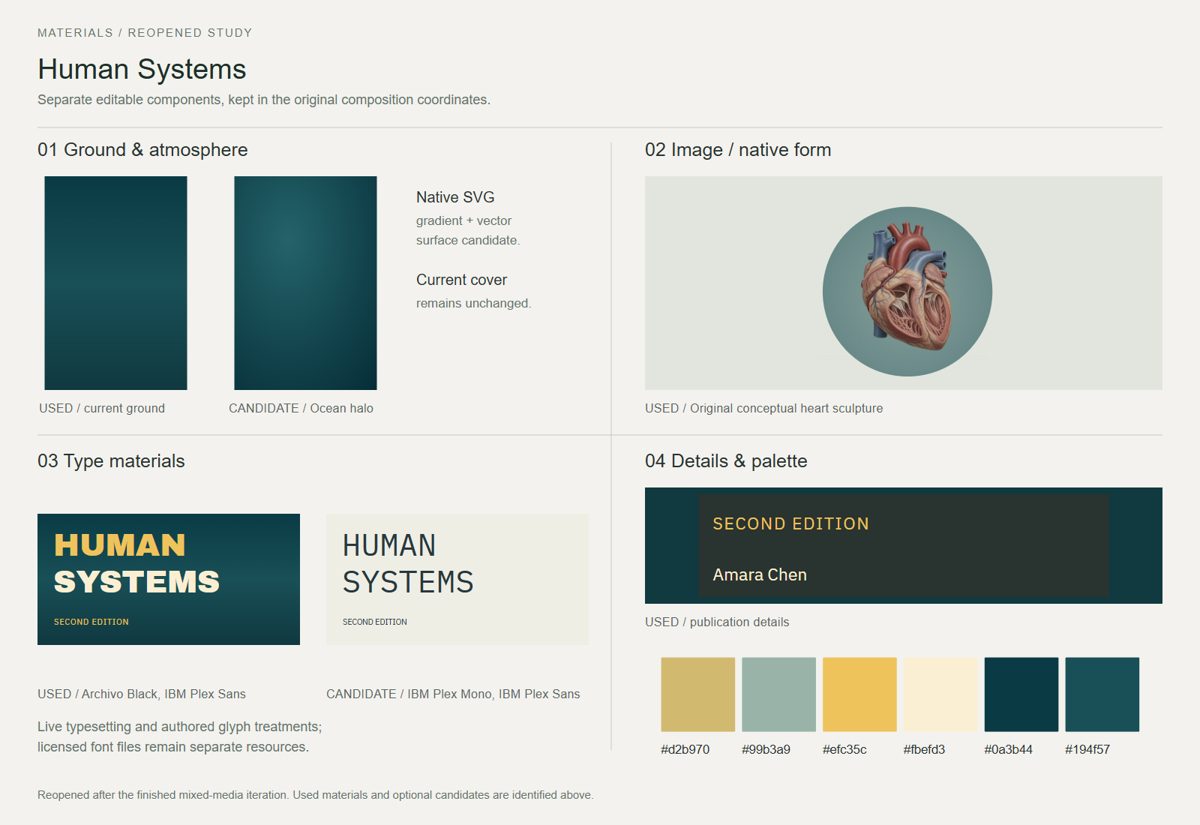 MATERIALS / REOPENED STUDY
Human Systems
Separate editable components, kept in the original composition coordinates.
01 Ground & atmosphere
Native SVG
gradient + vector
surface candidate.
Current cover
remains unchanged.
USED / current ground
CANDIDATE / Ocean halo
02 Image / native form
USED / Original conceptual heart sculpture
03 Type materials
HUMAN
SYSTEMS
SECOND EDITION
HUMAN
SYSTEMS
SECOND EDITION
USED / Archivo Black, IBM Plex Sans
CANDIDATE / IBM Plex Mono, IBM Plex Sans
Live typesetting and authored glyph treatments;
licensed font files remain separate resources.
04 Details & palette
SECOND EDITION
Amara Chen
USED / publication details
#d2b970
#99b3a9
#efc35c
#fbefd3
#0a3b44
#194f57
Reopened after the finished mixed-media iteration. Used materials and optional candidates are identified above.